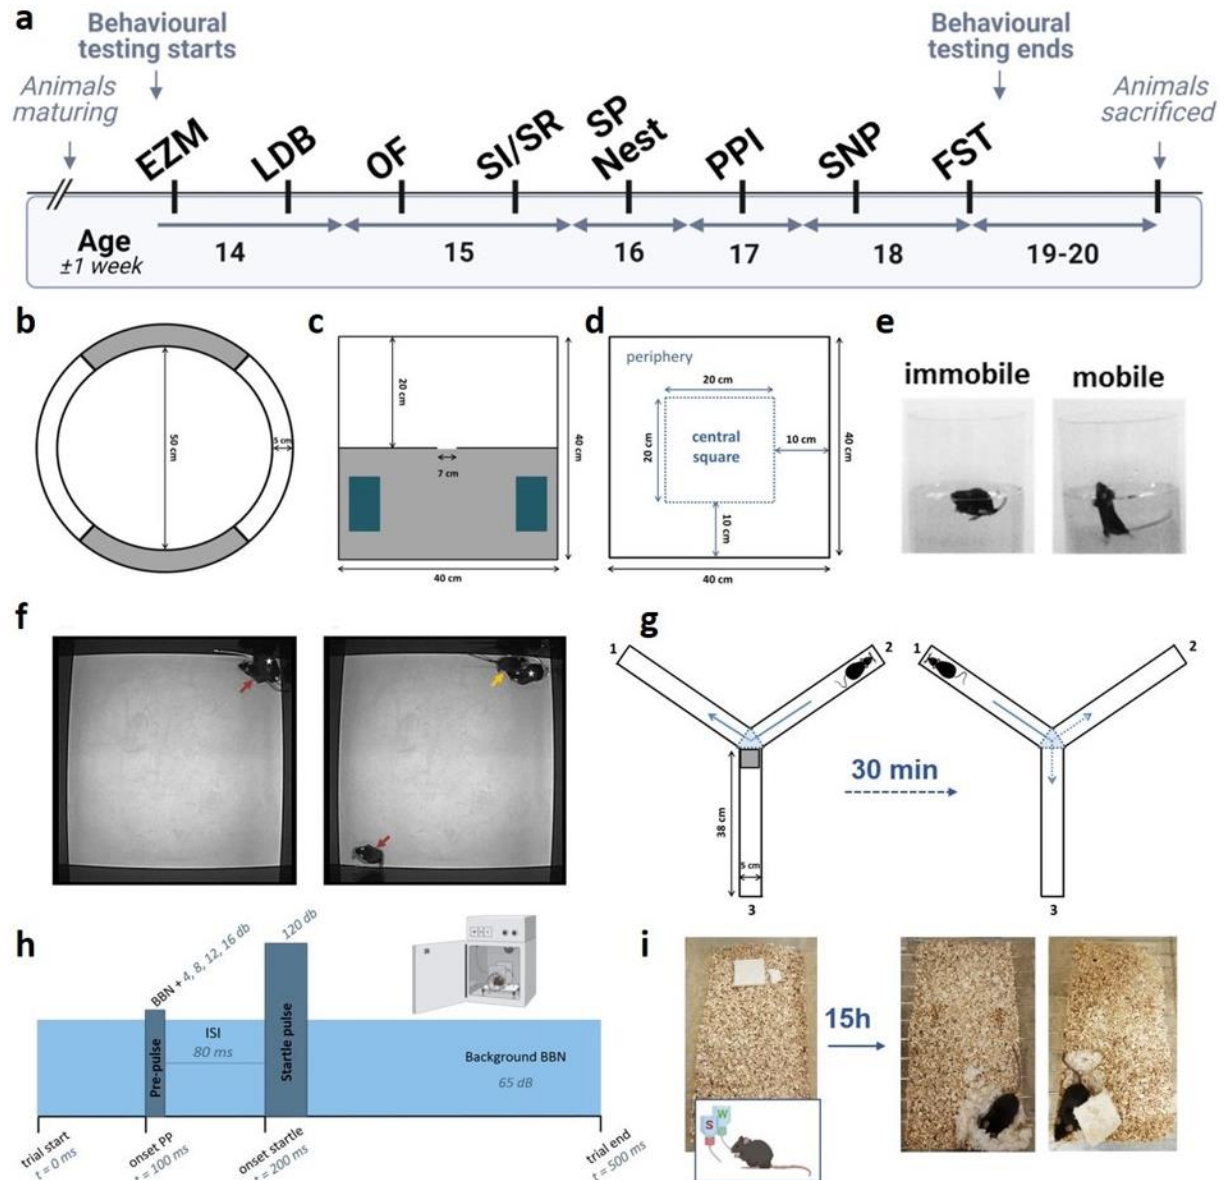 a
Behavioural
testing starts
Behavioural
testing ends
Animals
maturing
Animals
sacrificed
EZM
LDB
OF
SI/SR
SP
Nest
PPI
SNP
FST
Age
±1 week
14
15
16
17
18
19-20
b
50 cm
5 cm
c
20 cm
7 cm
40 cm
40 cm
d
periphery
20 cm
20 cm
central
square
10 cm
10 cm
40 cm
40 cm
e
immobile
mobile
f
g
1
2
38 cm
5 cm
3
30 min
1
2
3
h
BBN + 4, 8, 12, 16 db
120 db
Pre-pulse
ISI
80 ms
Startle pulse
Background BBN
65 dB
trial start
t = 0 ms
onset PP
t = 100 ms
onset startle
t = 200 ms
trial end
t = 500 ms
i
15h
S
W